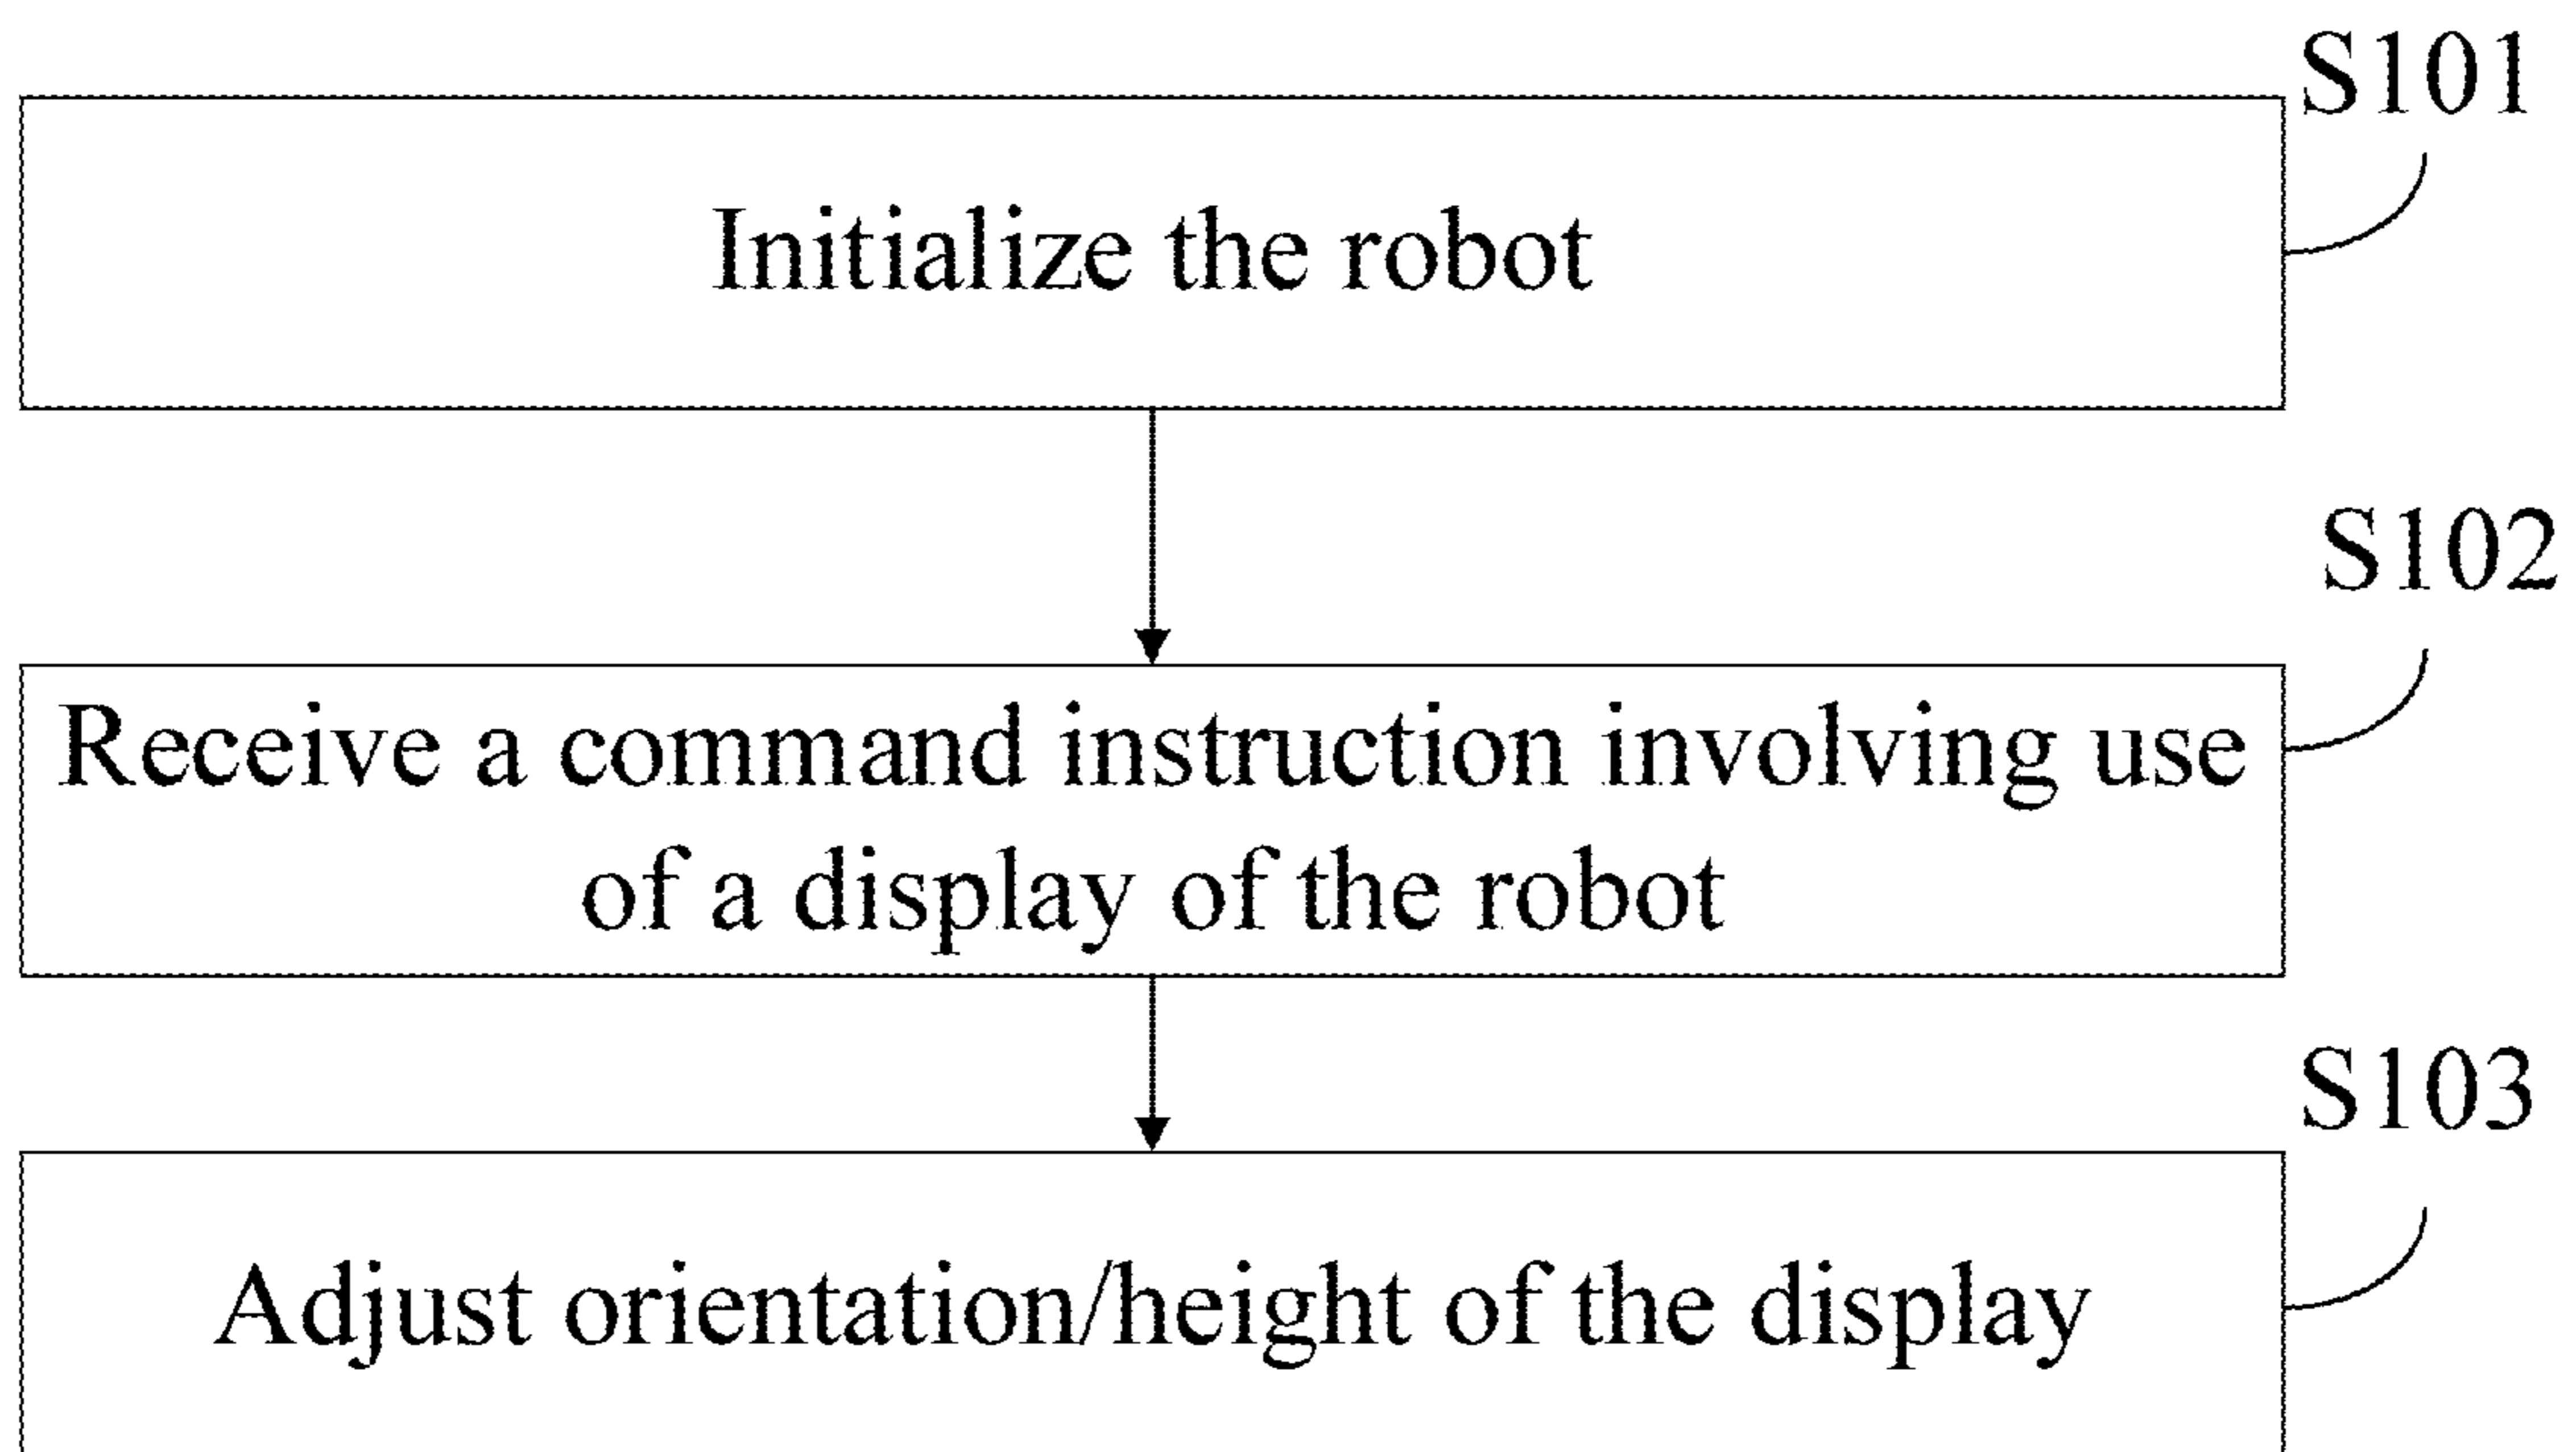 S101
Initialize the robot
S102
Receive a command instruction involving use
of a display of the robot
S103
Adjust orientation/height of the display